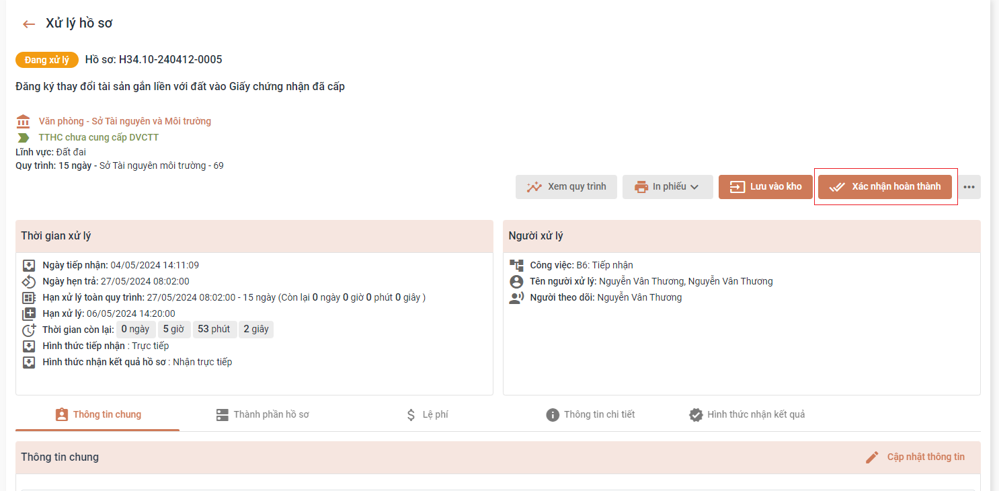 Xử lý hồ sơ
Đang xử lý Hồ sơ: H34.10-240412-0005
Đăng ký thay đổi tài sản gắn liền với đất vào Giấy chứng nhận đã cấp
Văn phòng - Sở Tài nguyên và Môi trường
TTHC chưa cung cấp DVCTT
Lĩnh vực: Đất đai
Quy trình: 15 ngày - Sở Tài nguyên môi trường - 69
Xem quy trình In phiếu Lưu vào kho Xác nhận hoàn thành
Thời gian xử lý
Ngày tiếp nhận: 04/05/2024 14:11:09
Ngày hẹn trả: 27/05/2024 08:02:00
Hạn xử lý toàn quy trình: 27/05/2024 08:02:00 - 15 ngày (Còn lại 0 ngày 0 giờ 0 phút 0 giây )
Hạn xử lý: 06/05/2024 14:20:00
Thời gian còn lại: 0 ngày 5 giờ 53 phút 2 giây
Hình thức tiếp nhận : Trực tiếp
Hình thức nhận kết quả hồ sơ : Nhận trực tiếp
Người xử lý
Công việc: B6: Tiếp nhận
Tên người xử lý: Nguyễn Vân Thương, Nguyễn Vân Thương
Người theo dõi: Nguyễn Vân Thương
Thông tin chung Thành phần hồ sơ Lệ phí Thông tin chi tiết Hình thức nhận kết quả
Thông tin chung Cập nhật thông tin